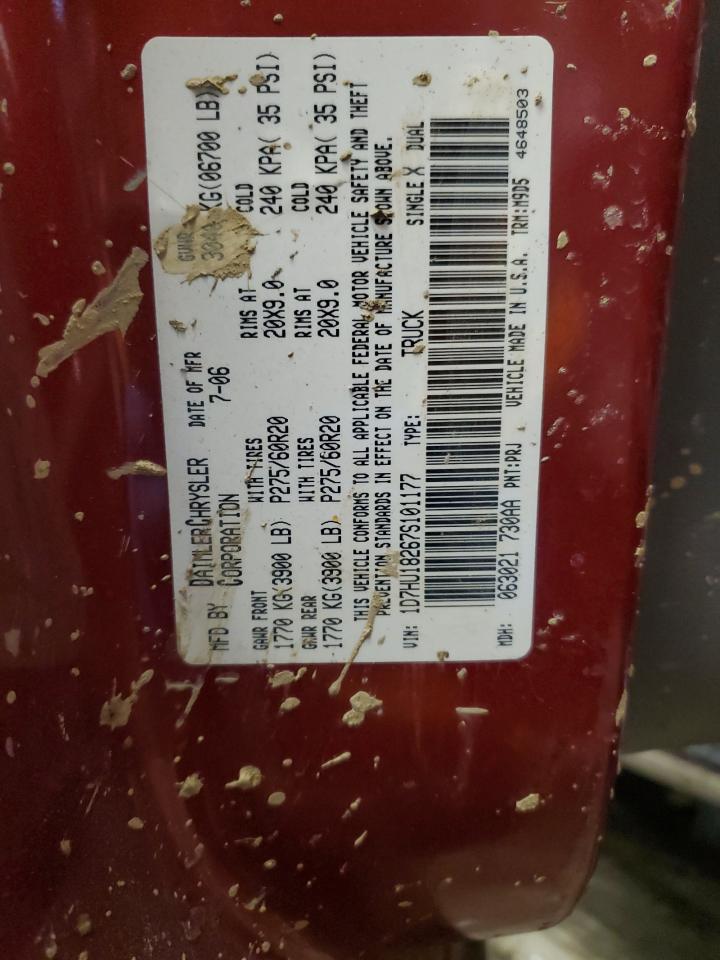 MFD BY DAIMLERCHRYSLER CORPORATION DATE OF MFR 7-06 GVWR KG(06700 LB)
GAWR FRONT WITH TIRES RIMS AT COLD
1770 KG(3900 LB) P275/60R20 20X9.0 240 KPA( 35 PSI)
GAWR REAR WITH TIRES RIMS AT COLD
1770 KG(3900 LB) P275/60R20 20X9.0 240 KPA( 35 PSI)
THIS VEHICLE CONFORMS TO ALL APPLICABLE FEDERAL MOTOR VEHICLE SAFETY AND THEFT
PREVENTION STANDARDS IN EFFECT ON THE DATE OF MANUFACTURE SHOWN ABOVE.
VIN: 1D7HU18267S101177 TYPE: TRUCK SINGLE X DUAL
MDH: 063021 730AA PNT:PRJ VEHICLE MADE IN U.S.A. TRM:M9D5 4648503